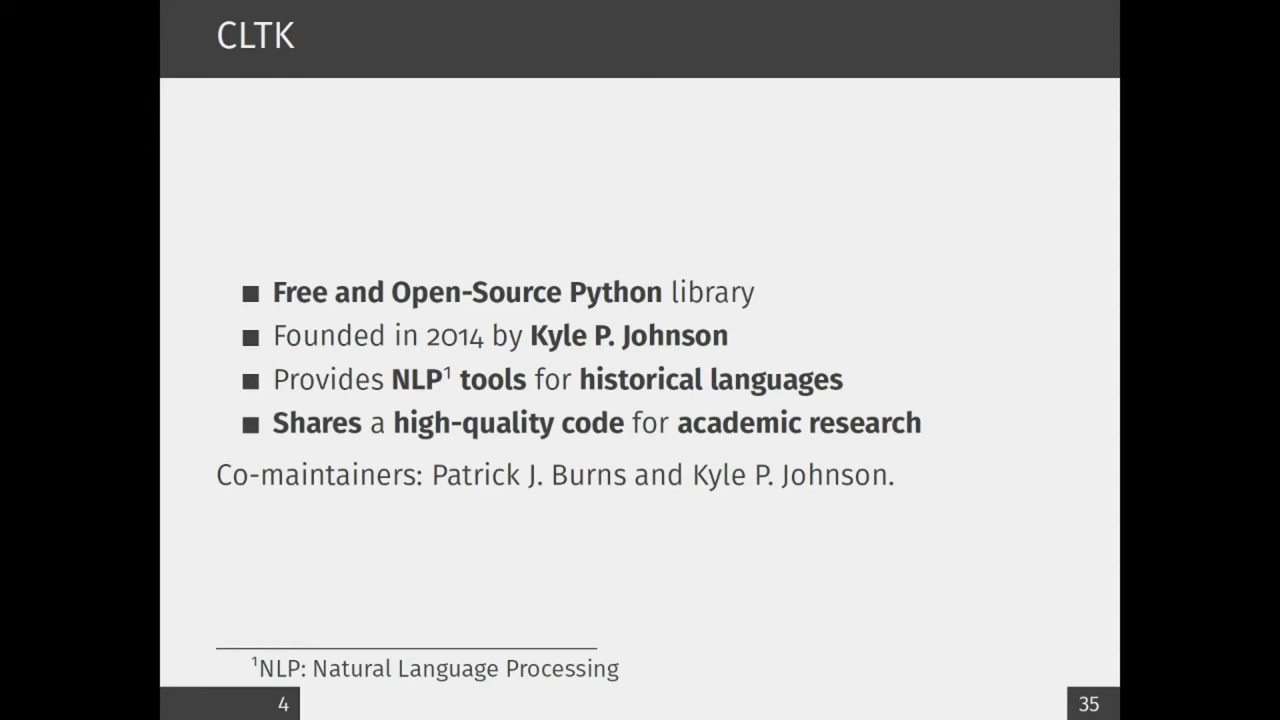 CLTK
■ Free and Open-Source Python library
■ Founded in 2014 by Kyle P. Johnson
■ Provides NLP¹ tools for historical languages
■ Shares a high-quality code for academic research
Co-maintainers: Patrick J. Burns and Kyle P. Johnson.
¹NLP: Natural Language Processing
4
35